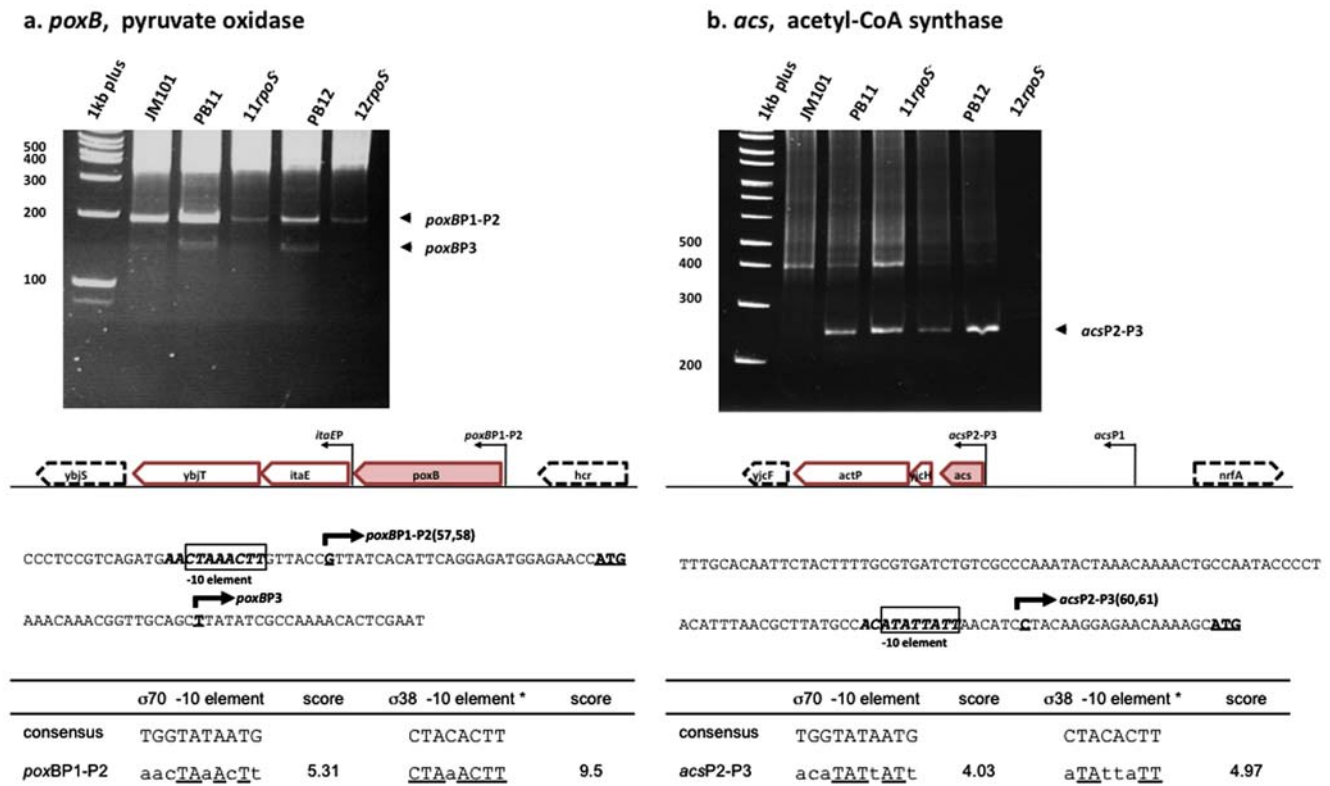 a. poxB, pyruvate oxidase
1kb plus
JM101
PB11
11rpoS-
PB12
12rpoS-
500
400
300
200
100
poxBP1-P2
poxBP3
itaEP
poxBP1-P2
ybjS
ybjT
itaE
poxB
hcr
poxBP1-P2(57,58)
CCCTCCGTCAGATGAACTAAACTTGTTACCGTTATCACATTCAGGAGATGGAGAACCATG
-10 element
poxBP3
AAACAAACGGTTGCAGCTTATATCGCCAAAACACTCGAAT
σ70 -10 element score σ38 -10 element * score
consensus TGGTATAATG CTACACTT
poxBP1-P2 aacTAaAcTt 5.31 CTAaACTT 9.5
b. acs, acetyl-CoA synthase
1kb plus
JM101
PB11
11rpoS-
PB12
12rpoS-
500
400
300
200
acsP2-P3
acsP2-P3
acsP1
yjcF
actP
yjcH
acs
nrfA
TTTGCACAATTCTACTTTTGCGTGATCTGTCGCCCAAATACTAAACAAAACTGCCAATACCCCT
acsP2-P3(60,61)
ACATTTAACGCTTATGCCACATATTATTAACATCCTACAAGGAGAACAAAAGCATG
-10 element
σ70 -10 element score σ38 -10 element * score
consensus TGGTATAATG CTACACTT
acsP2-P3 acaTATtATt 4.03 aTAttaTT 4.97